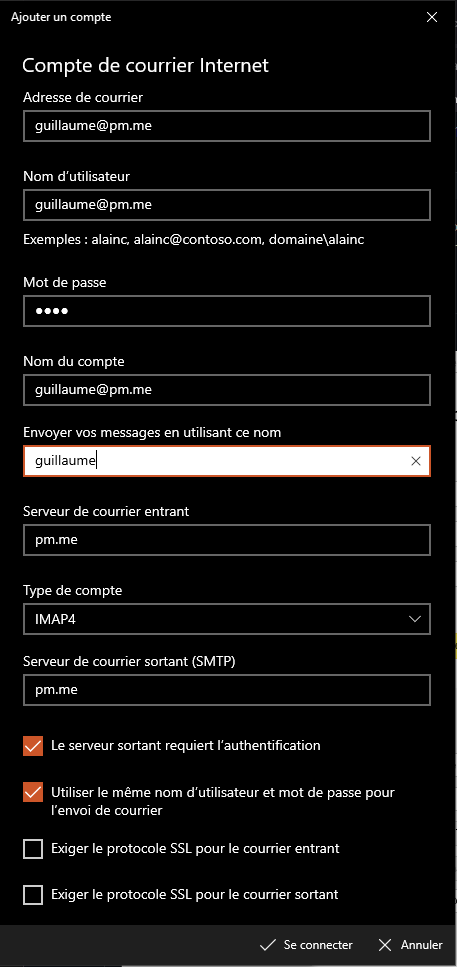 Ajouter un compte
Compte de courrier Internet
Adresse de courrier
guillaume@pm.me
Nom d'utilisateur
guillaume@pm.me
Exemples : alainc, alainc@contoso.com, domaine\alainc
Mot de passe
●●●●
Nom du compte
guillaume@pm.me
Envoyer vos messages en utilisant ce nom
guillaume
Serveur de courrier entrant
pm.me
Type de compte
IMAP4
Serveur de courrier sortant (SMTP)
pm.me
Le serveur sortant requiert l'authentification
Utiliser le même nom d'utilisateur et mot de passe pour
l'envoi de courrier
Exiger le protocole SSL pour le courrier entrant
Exiger le protocole SSL pour le courrier sortant
Se connecter
Annuler